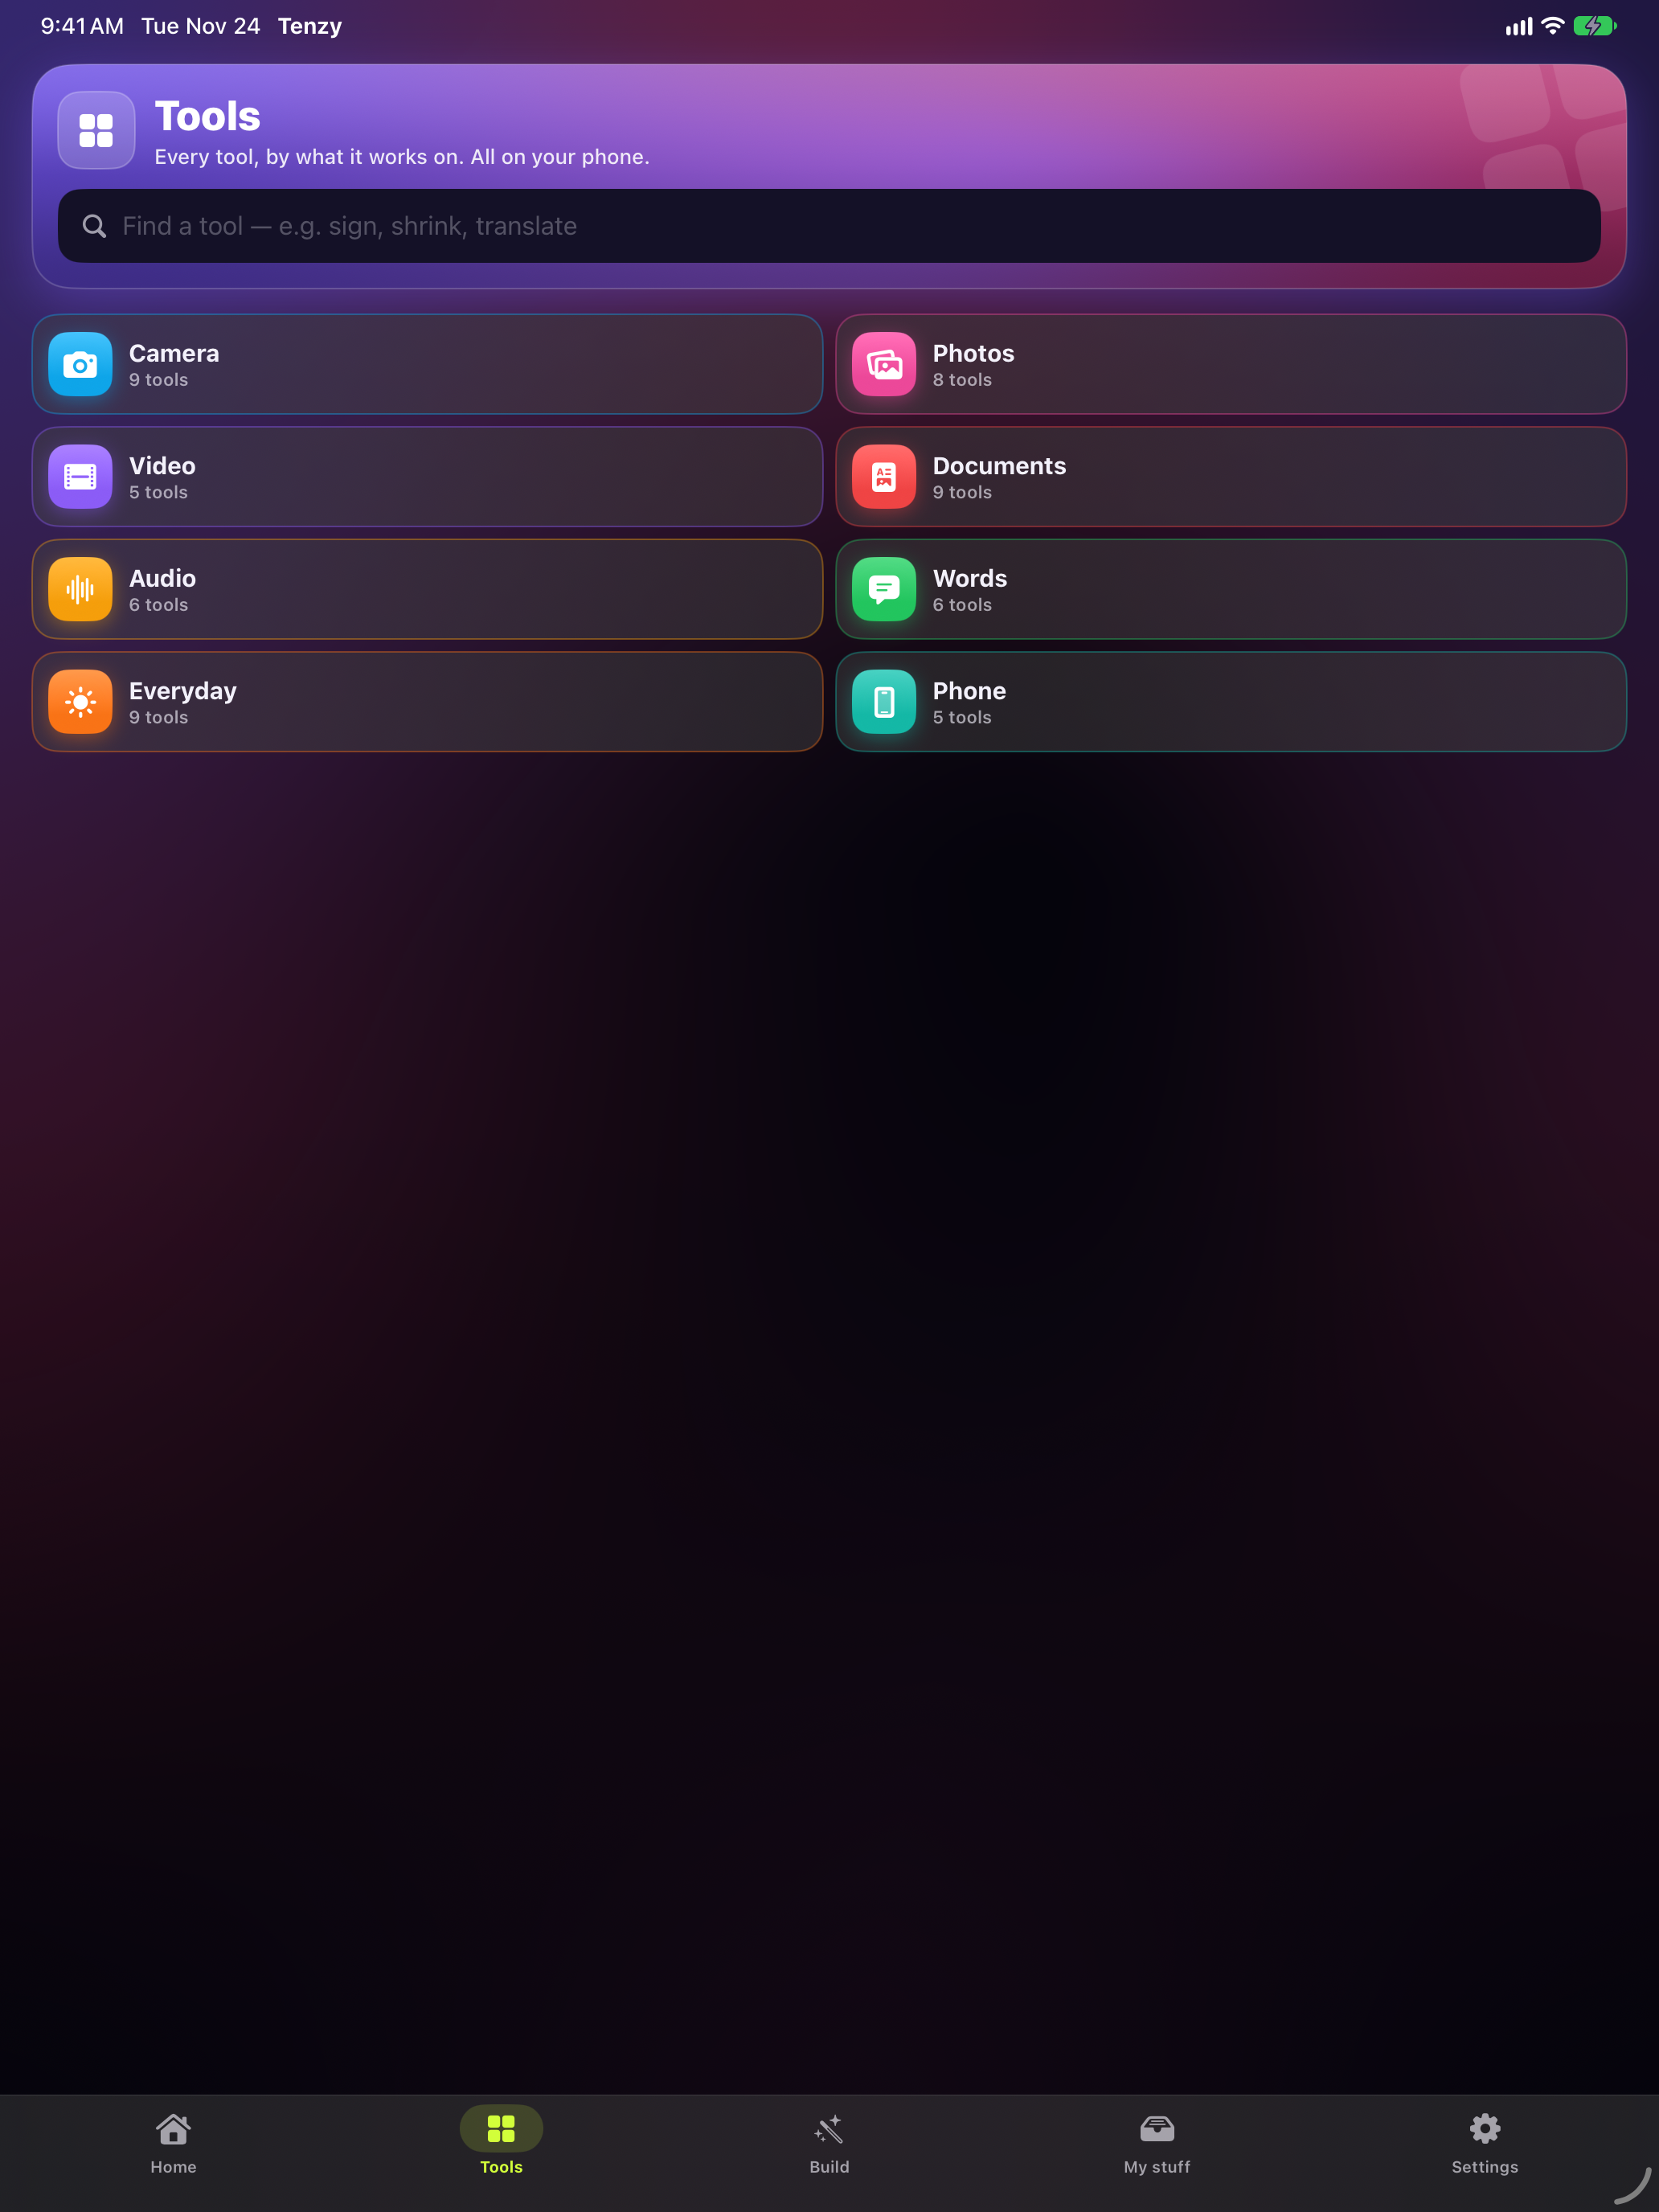 9:41 AM Tue Nov 24 Tenzy
Tools
Every tool, by what it works on. All on your phone.
Find a tool — e.g. sign, shrink, translate
Camera
9 tools
Photos
8 tools
Video
5 tools
Documents
9 tools
Audio
6 tools
Words
6 tools
Everyday
9 tools
Phone
5 tools
Home
Tools
Build
My stuff
Settings